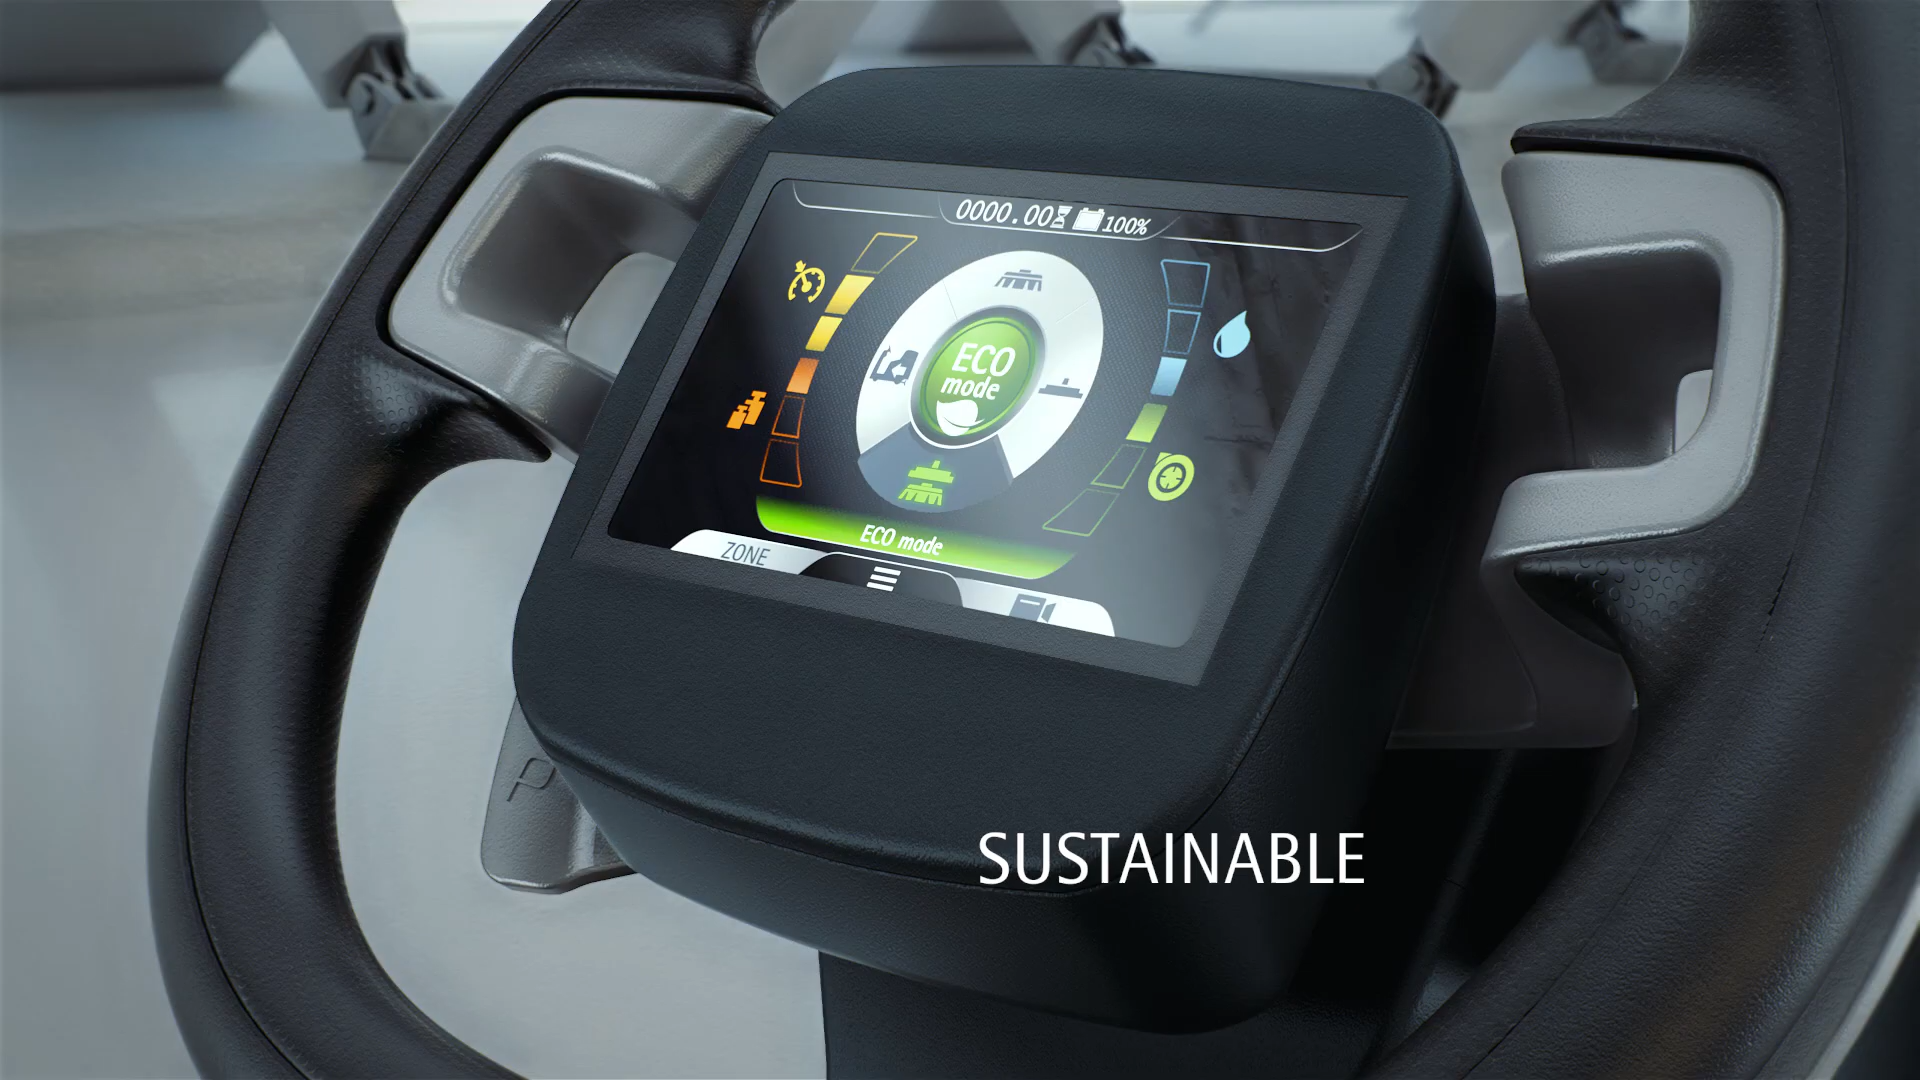 0000.00 100%
ECO
mode
ECO mode
ZONE
P
SUSTAINABLE